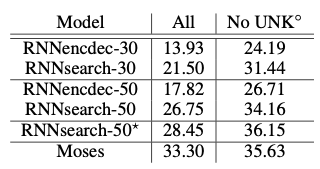 Model All No UNK°
RNNencdec-30 13.93 24.19
RNNsearch-30 21.50 31.44
RNNencdec-50 17.82 26.71
RNNsearch-50 26.75 34.16
RNNsearch-50* 28.45 36.15
Moses 33.30 35.63